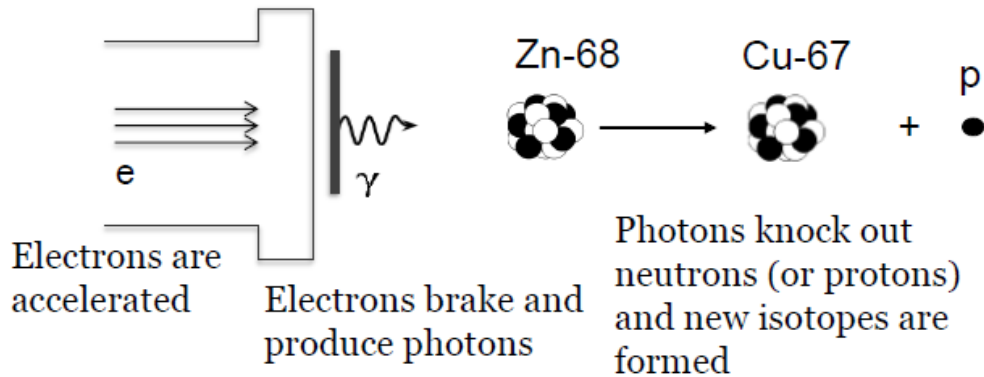 Zn-68
Cu-67
p
+
e
γ
Electrons are
accelerated
Electrons brake and
produce photons
Photons knock out
neutrons (or protons)
and new isotopes are
formed